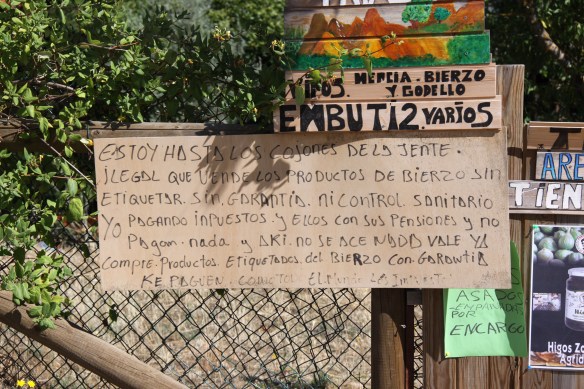 VINOS. MENCIA. BIERZO
Y GODELLO
EMBUTI2. VARIOS
ESTOY HASTA LOS COJONES DE LA JENTE.
iLEGAL QUE VENDE LOS PRODUCTOS DE BIERZO SIN
ETIQUETAR. SIN. GARANTIA. Ni CONTROL SANITARIO
YO PAGANDO INPUESTOS. Y ELLOS CON SUS PENSIONES Y NO
PAGAN. NADA Y AKI. NO SE ACE NADA VALE YA
COMPRE. PRODUCTOS. ETIQUETADOS. DEL BIERZO CON. GARANTIA
KE PAGUEN.
ARE
TIEN
ASADOS
EMPANADAS
POR
ENCARGO
Higos